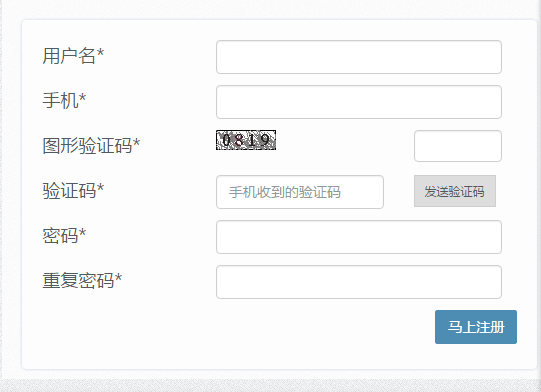 用户名*
手机*
图形验证码* 0819
验证码* 手机收到的验证码 发送验证码
密码*
重复密码*
马上注册